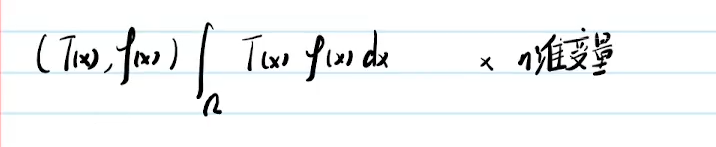 (T(x), f(x)) ∫_Ω T(x) f(x) dx x n维变量